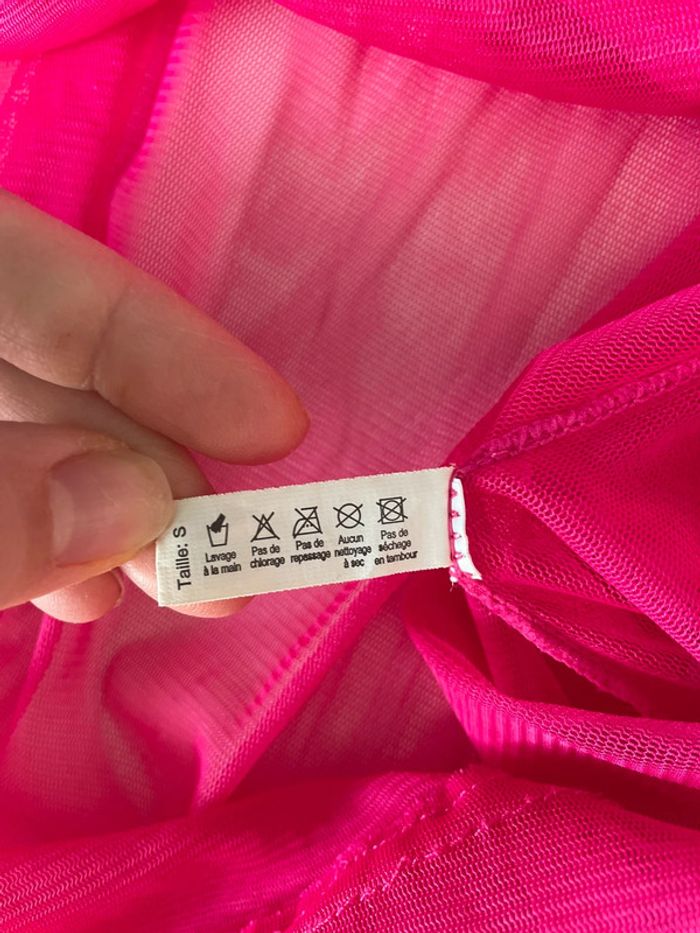 Taille: S
Lavage
à la main
Pas de
chlorage
Pas de
repassage
Aucun
nettoyage
à sec
Pas de
séchage
en tambour